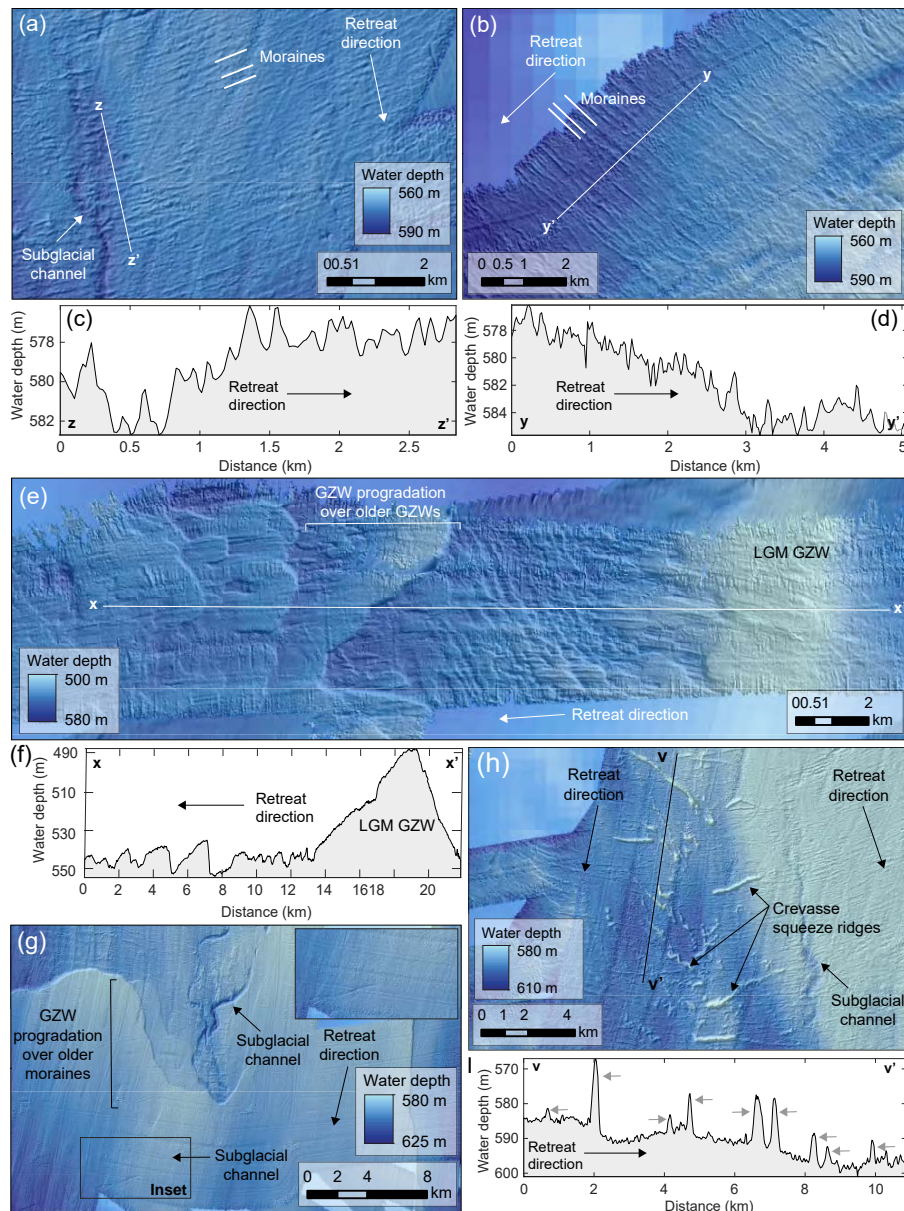 (a)
Moraines
Retreat
direction
z
z'
Subglacial
channel
Water depth
560 m
590 m
00.51 2
km
(b)
Retreat
direction
Moraines
y
y'
Water depth
560 m
590 m
0 0.5 1 2
km
(c)
Water depth (m)
578
580
582
Retreat
direction
z
z'
0 0.5 1 1.5 2 2.5
Distance (km)
(d)
Water depth (m)
578
580
582
584
Retreat
direction
y
y'
0 1 2 3 4 5
Distance (km)
(e)
GZW progradation
over older GZWs
LGM GZW
x
x'
Water depth
500 m
580 m
Retreat direction
00.51 2
km
(f)
Water depth (m)
490
510
530
550
x
x'
Retreat
direction
LGM GZW
0 2 4 6 8 10 12 14 1618 20
Distance (km)
(g)
GZW
progradation
over older
moraines
Subglacial
channel
Retreat
direction
Water depth
580 m
625 m
Subglacial
channel
Inset
0 2 4 8
km
(h)
v
Retreat
direction
Retreat
direction
Crevasse
squeeze ridges
Water depth
580 m
610 m
v'
Subglacial
channel
0 1 2 4
km
I
Water depth (m)
570
580
590
600
v
v'
Retreat
direction
0 2 4 6 8 10
Distance (km)